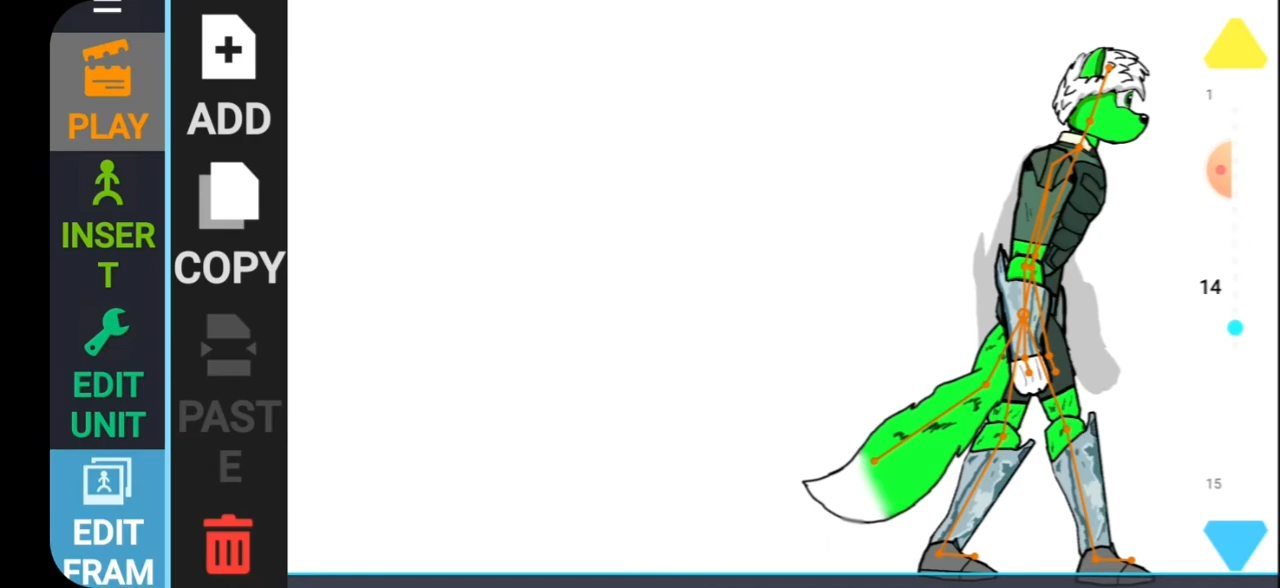 PLAY
INSER
T
EDIT
UNIT
EDIT
FRAM
ADD
COPY
PAST
E
1
14
15